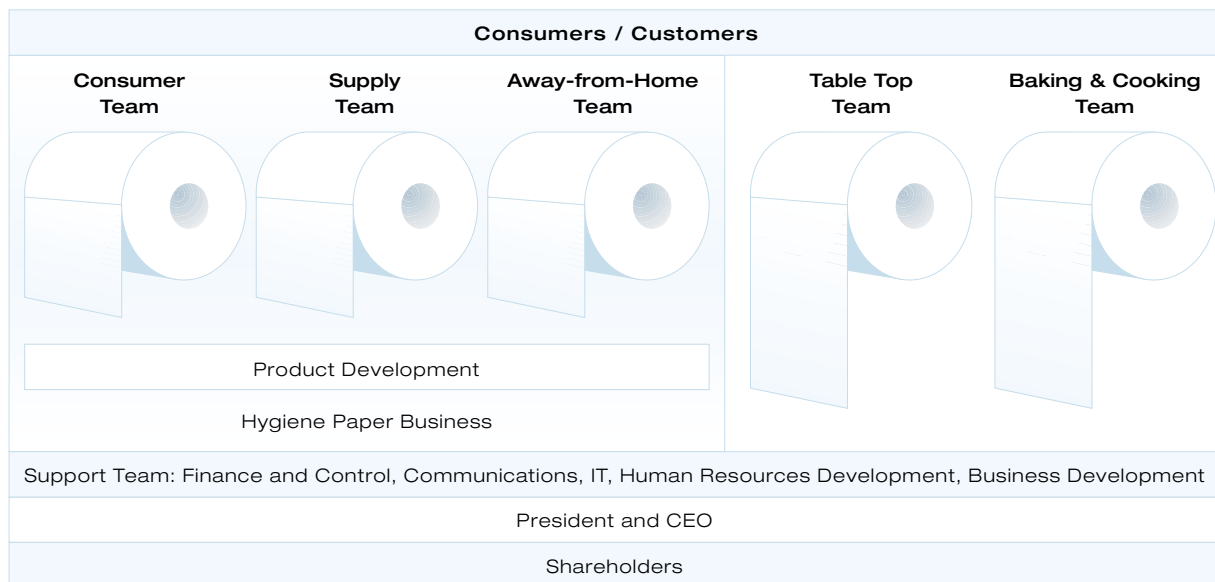 Consumers / Customers
Consumer
Team
Supply
Team
Away-from-Home
Team
Table Top
Team
Baking & Cooking
Team
Product Development
Hygiene Paper Business
Support Team: Finance and Control, Communications, IT, Human Resources Development, Business Development
President and CEO
Shareholders